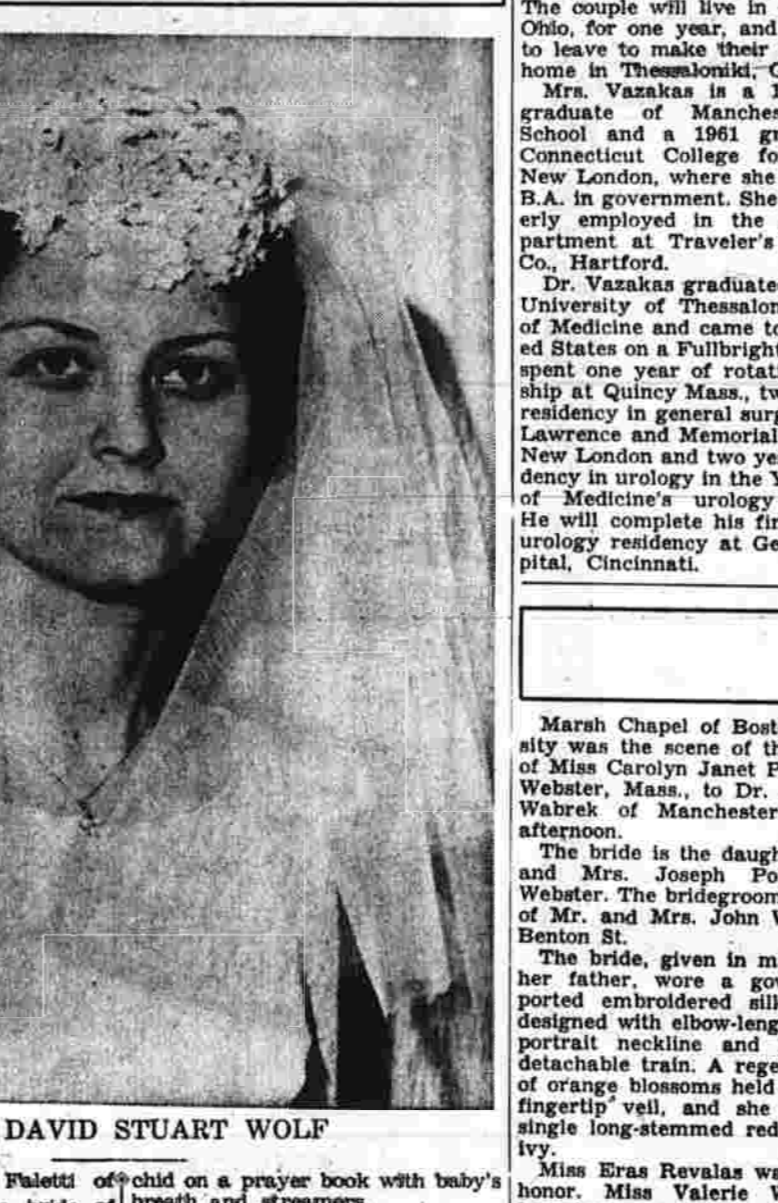 DAVID STUART WOLF
Faletti of
chid on a prayer book with baby's
breath and streamers
The couple will live in
Ohio, for one year, and
to leave to make their
home in Thessaloniki,
Mrs. Vazakas is a
graduate of Manches
School and a 1961 gr
Connecticut College fo
New London, where she
B.A. in government. She
erly employed in the
partment at Traveler's
Co., Hartford.
Dr. Vazakas graduate
University of Thessalon
of Medicine and came to
ed States on a Fullbright
spent one year of rotati
ship at Quincy Mass., tw
residency in general surg
Lawrence and Memorial
New London and two ye
dency in urology in the Y
of Medicine's urology
He will complete his fin
urology residency at Ge
pital, Cincinnati.
Marsh Chapel of Bost
sity was the scene of th
of Miss Carolyn Janet P
Webster, Mass., to Dr.
Wabrek of Manchester
afternoon.
The bride is the daugh
and Mrs. Joseph Po
Webster. The bridegroom
of Mr. and Mrs. John W
Benton St.
The bride, given in m
her father, wore a gow
ported embroidered silk
designed with elbow-leng
portrait neckline and
detachable train. A rege
of orange blossoms held
fingertip veil, and she
single long-stemmed red
ivy.
Miss Eras Revalas wa
honor. Miss Valerie